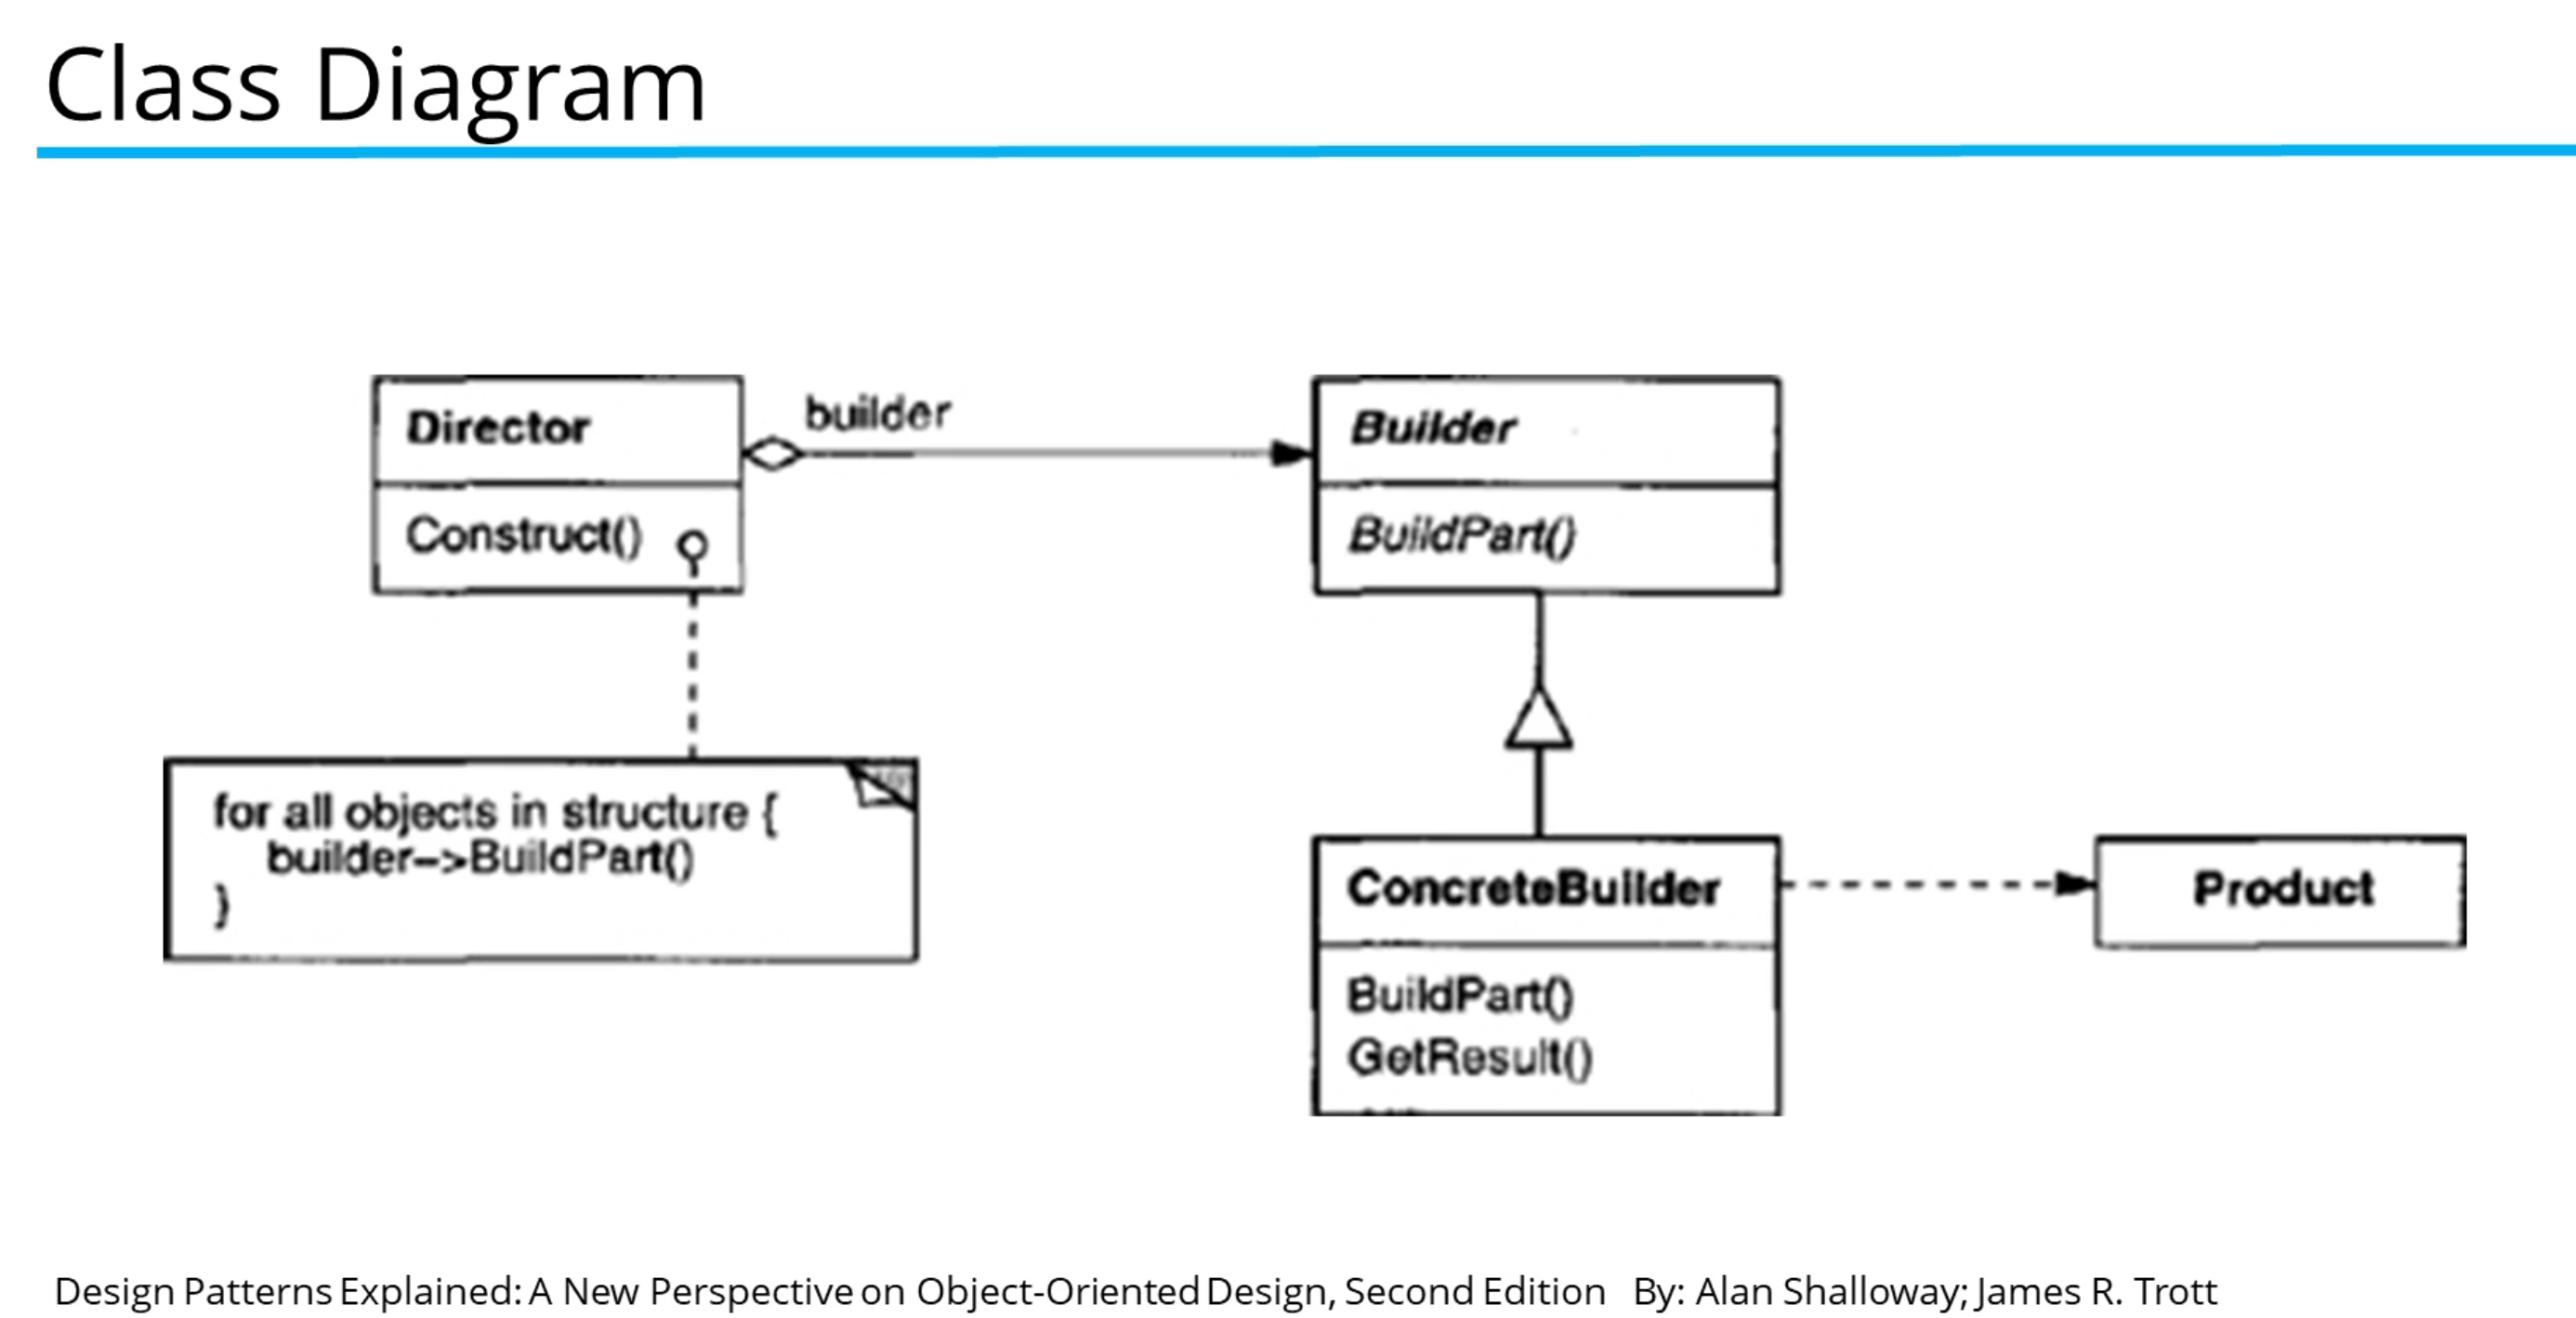 Class Diagram
Director
builder
Builder
Construct()
BuildPart()
for all objects in structure {
builder->BuildPart()
}
ConcreteBuilder
Product
BuildPart()
GetResult()
Design Patterns Explained: A New Perspective on Object-Oriented Design, Second Edition By: Alan Shalloway; James R. Trott